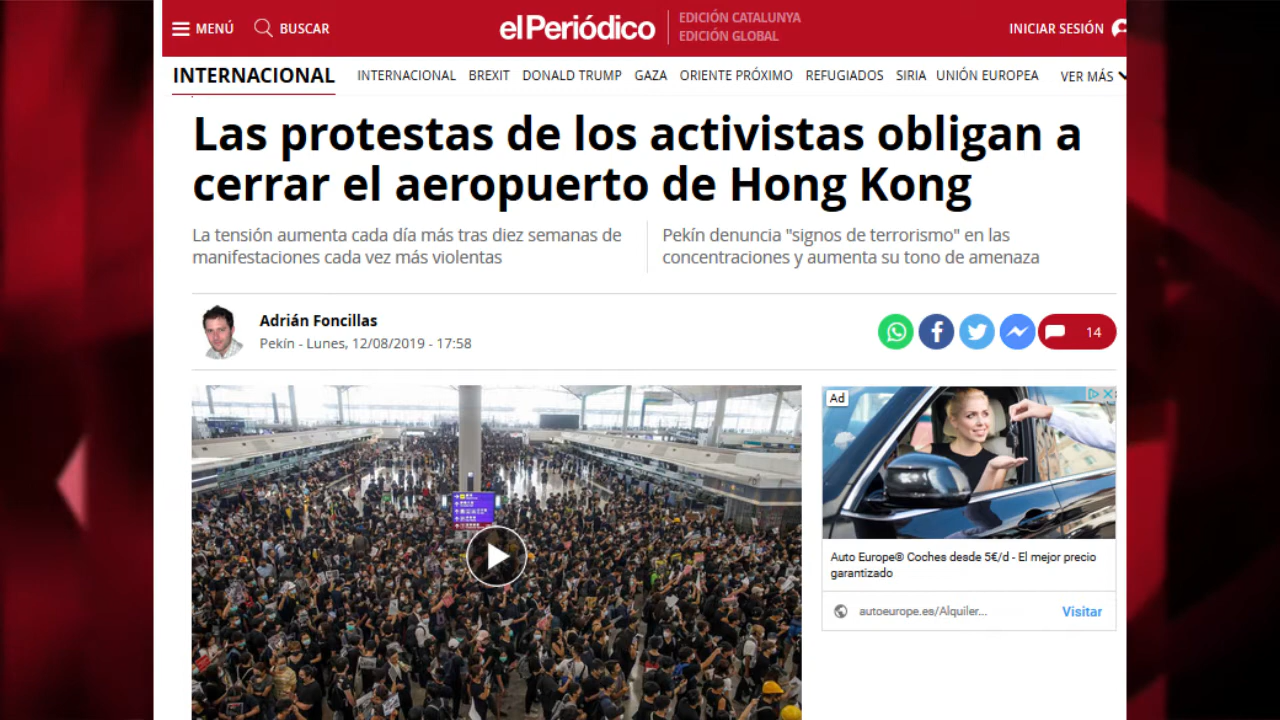 MENÚ
BUSCAR
elPeriódico
EDICIÓN CATALUNYA
EDICIÓN GLOBAL
INICIAR SESIÓN
INTERNACIONAL
INTERNACIONAL BREXIT DONALD TRUMP GAZA ORIENTE PRÓXIMO REFUGIADOS SIRIA UNIÓN EUROPEA VER MÁS
Las protestas de los activistas obligan a
cerrar el aeropuerto de Hong Kong
La tensión aumenta cada día más tras diez semanas de
manifestaciones cada vez más violentas
Pekín denuncia "signos de terrorismo" en las
concentraciones y aumenta su tono de amenaza
Adrián Foncillas
Pekín - Lunes, 12/08/2019 - 17:58
14
Ad
Auto Europe® Coches desde 5€/d - El mejor precio
garantizado
autoeurope.es/Alquiler...
Visitar